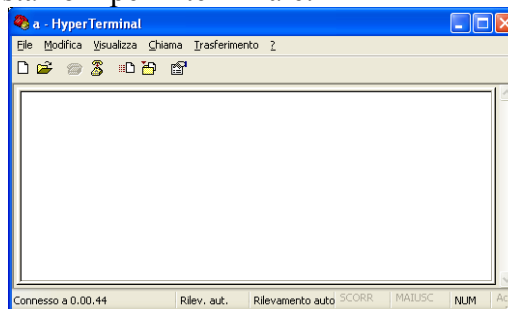 a - HyperTerminal
File Modifica Visualizza Chiama Trasferimento ?
Connesso a 0.00.44 Rilev. aut. Rilevamento auto SCORR MAIUSC NUM